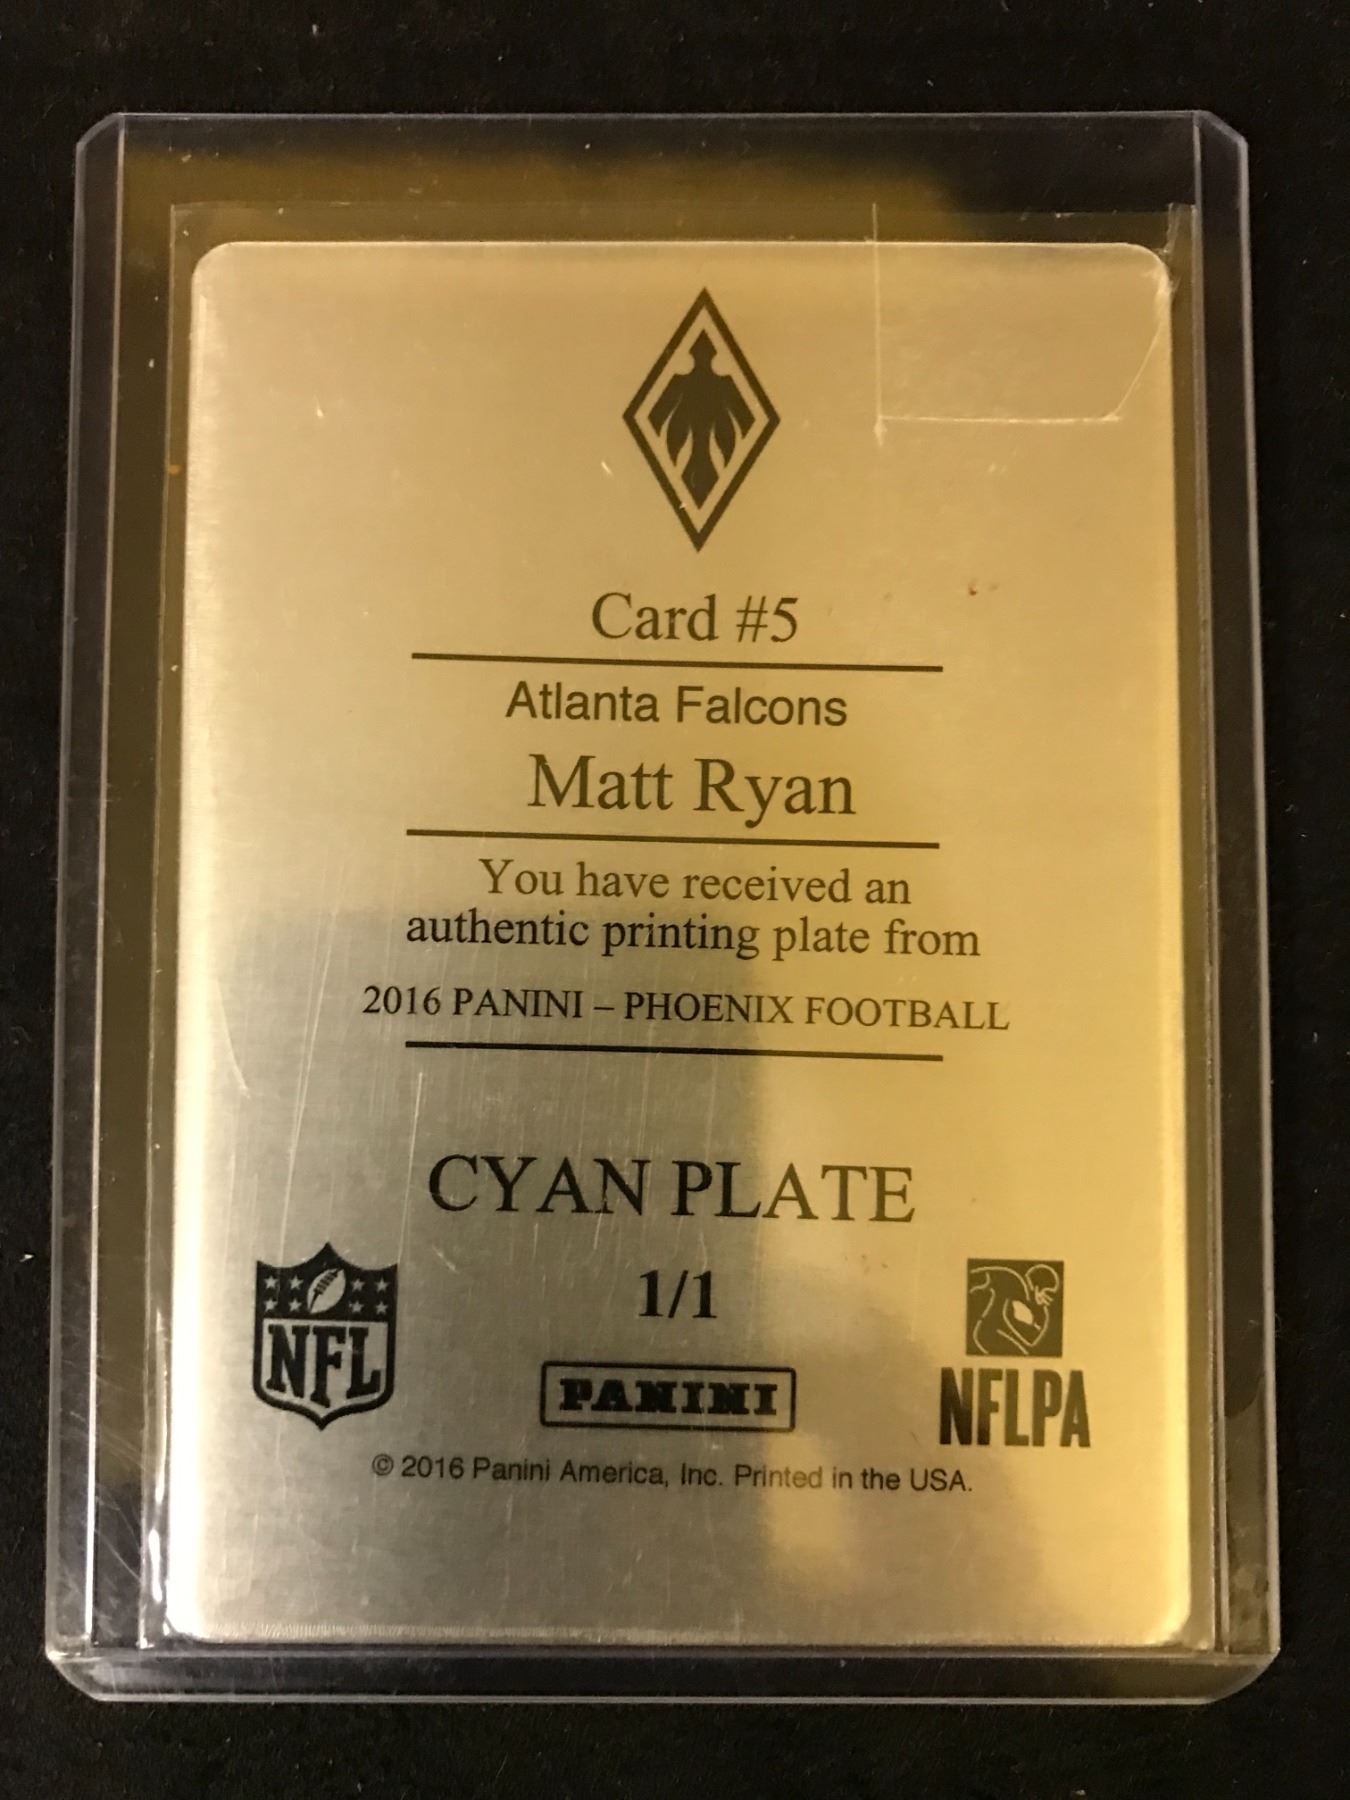 Card #5
Atlanta Falcons
Matt Ryan
You have received an
authentic printing plate from
2016 PANINI – PHOENIX FOOTBALL
CYAN PLATE
1/1
NFL
PANINI
NFLPA
© 2016 Panini America, Inc. Printed in the USA.